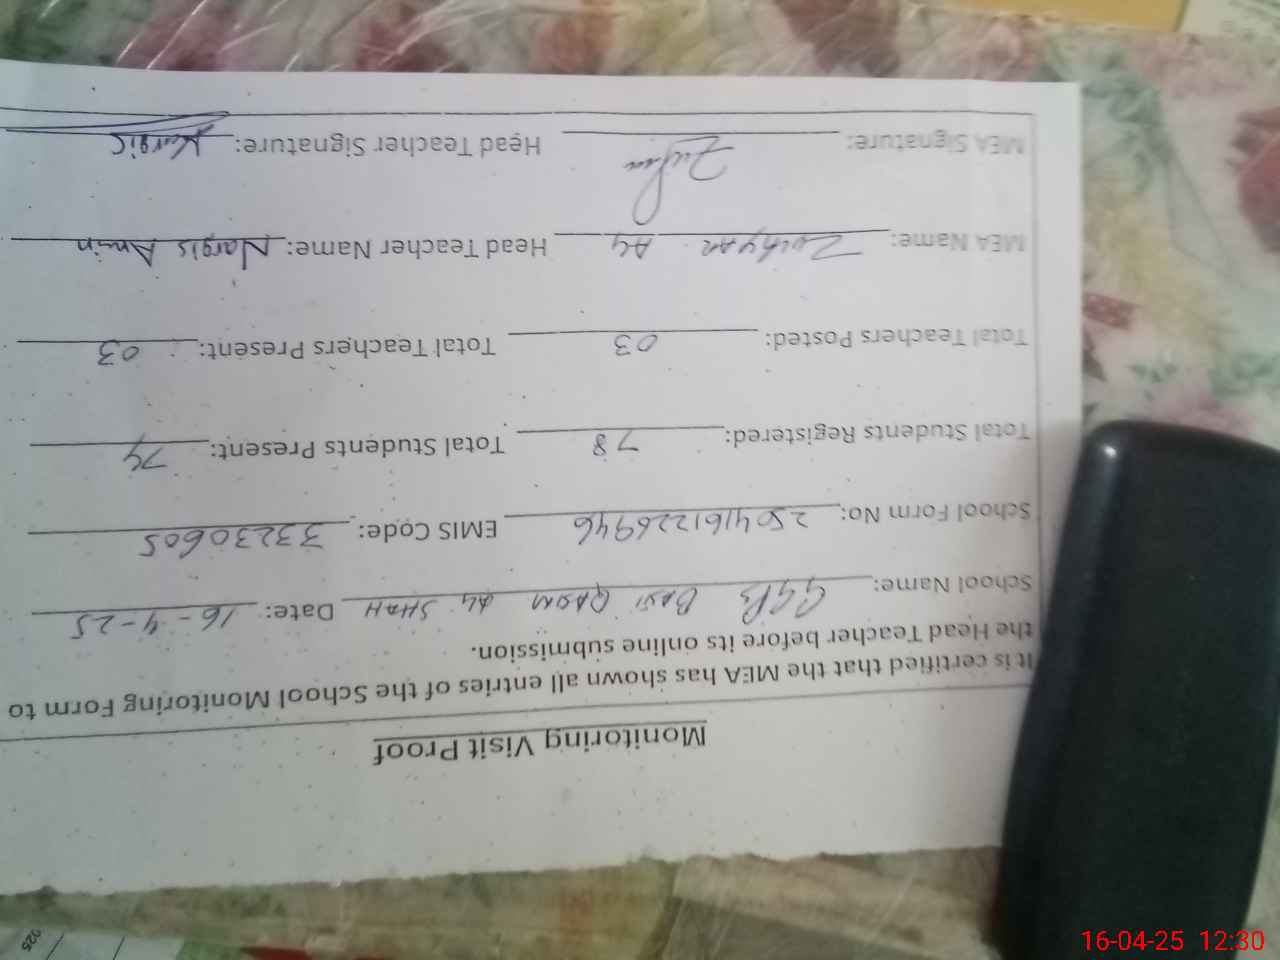 Monitoring Visit Proof
It is certified that the MEA has shown all entries of the School Monitoring Form to
the Head Teacher before its online submission.
School Name: GGPS BASTI QASIM ALI SHAH Date: 16-4-25
School Form No: 2504161226946 EMIS Code: 33230605
Total Students Registered: 78 Total Students Present: 74
Total Teachers Posted: 03 Total Teachers Present: 03
MEA Name: Head Teacher Name: Nargis Amin
MEA Signature: Head Teacher Signature: Nargis
025
16-04-25 12:30